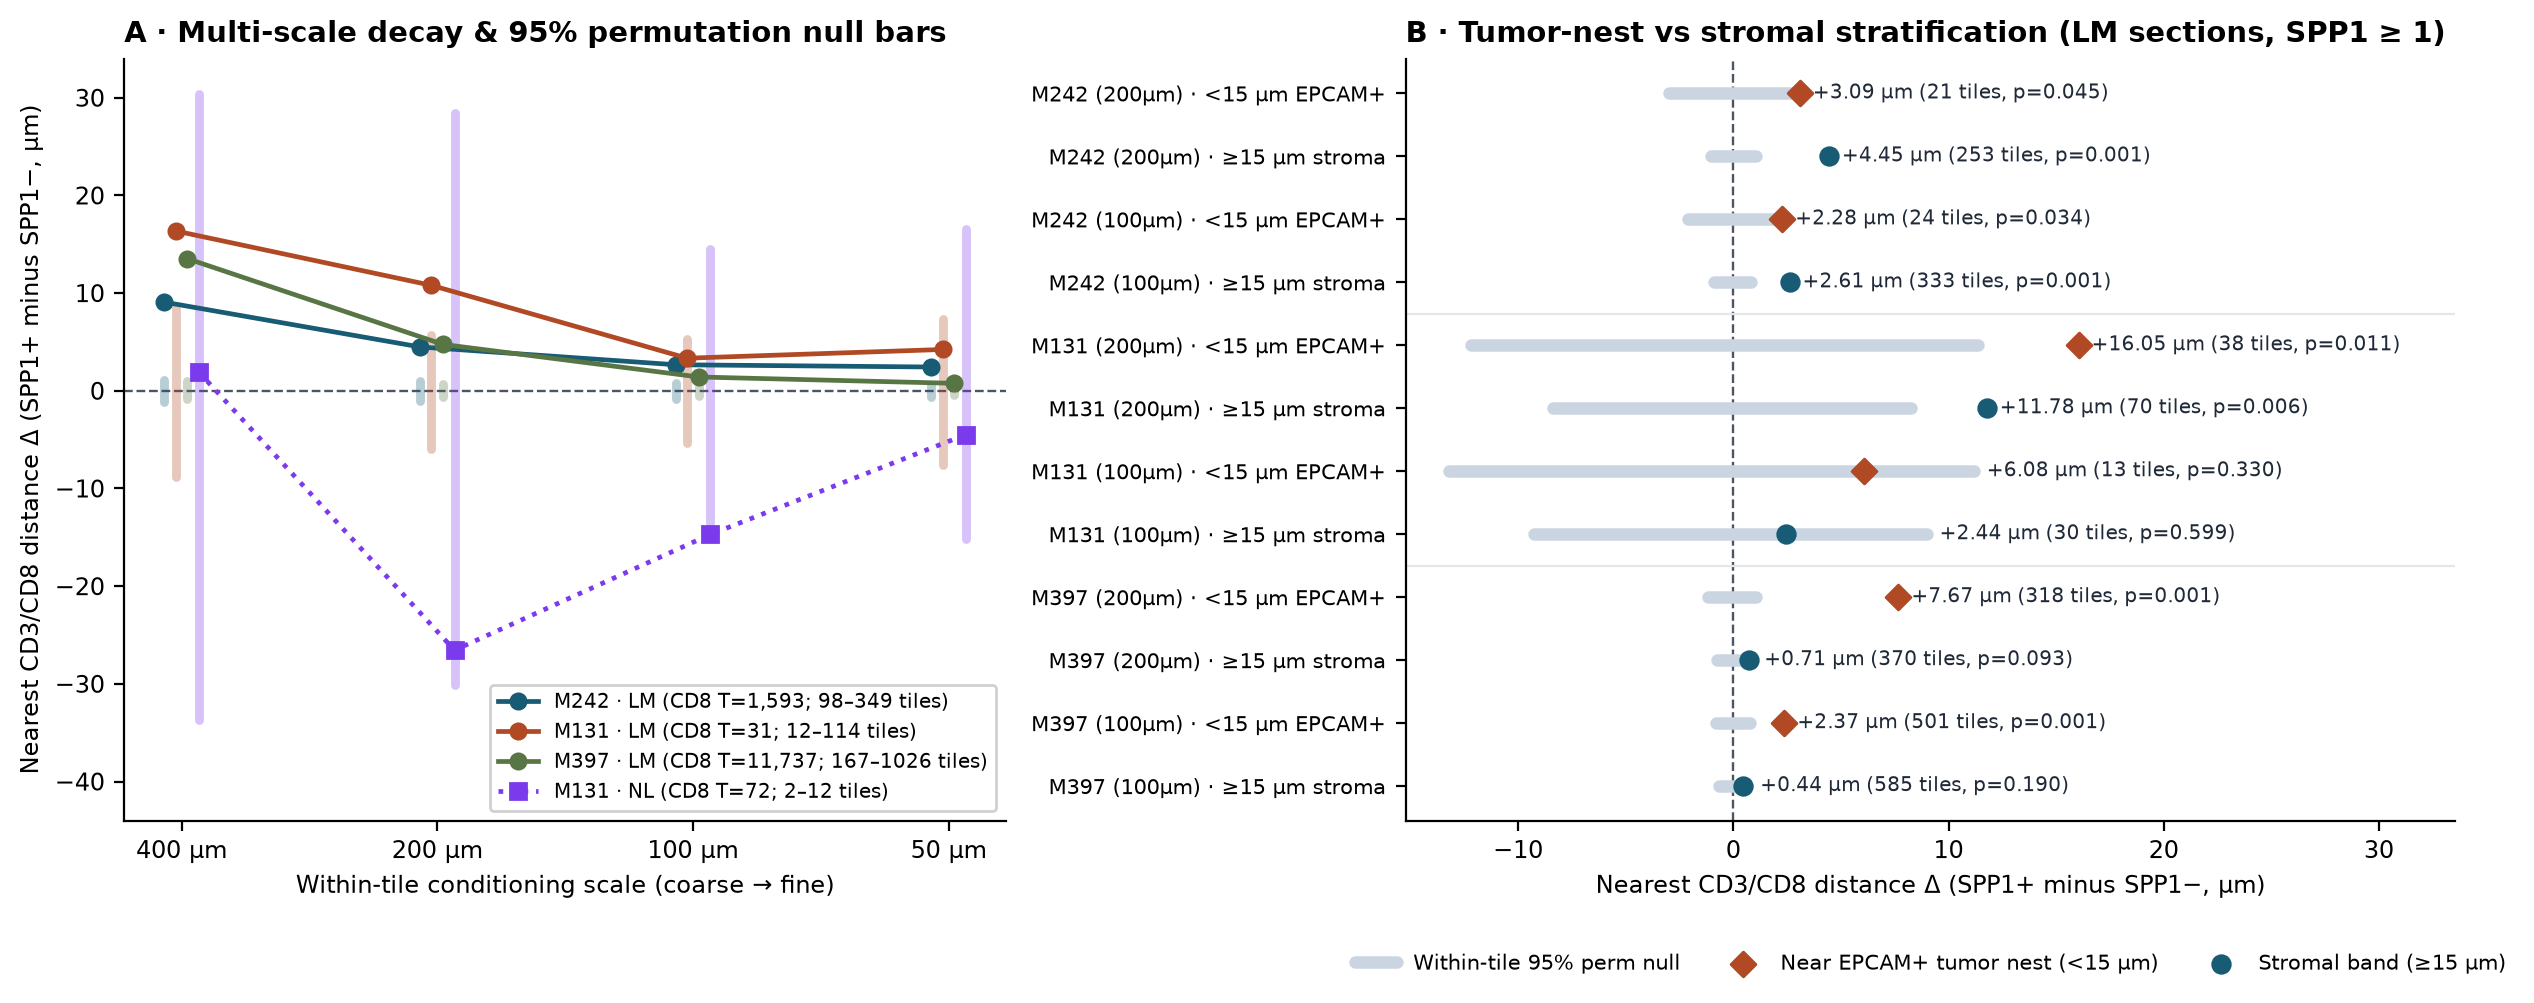 A · Multi-scale decay & 95% permutation null bars
Nearest CD3/CD8 distance Δ (SPP1+ minus SPP1−, µm)
30
20
10
0
−10
−20
−30
−40
M242 · LM (CD8 T=1,593; 98–349 tiles)
M131 · LM (CD8 T=31; 12–114 tiles)
M397 · LM (CD8 T=11,737; 167–1026 tiles)
M131 · NL (CD8 T=72; 2–12 tiles)
400 µm
200 µm
100 µm
50 µm
Within-tile conditioning scale (coarse → fine)
B · Tumor-nest vs stromal stratification (LM sections, SPP1 ≥ 1)
M242 (200µm) · <15 µm EPCAM+
+3.09 µm (21 tiles, p=0.045)
M242 (200µm) · ≥15 µm stroma
+4.45 µm (253 tiles, p=0.001)
M242 (100µm) · <15 µm EPCAM+
+2.28 µm (24 tiles, p=0.034)
M242 (100µm) · ≥15 µm stroma
+2.61 µm (333 tiles, p=0.001)
M131 (200µm) · <15 µm EPCAM+
+16.05 µm (38 tiles, p=0.011)
M131 (200µm) · ≥15 µm stroma
+11.78 µm (70 tiles, p=0.006)
M131 (100µm) · <15 µm EPCAM+
+6.08 µm (13 tiles, p=0.330)
M131 (100µm) · ≥15 µm stroma
+2.44 µm (30 tiles, p=0.599)
M397 (200µm) · <15 µm EPCAM+
+7.67 µm (318 tiles, p=0.001)
M397 (200µm) · ≥15 µm stroma
+0.71 µm (370 tiles, p=0.093)
M397 (100µm) · <15 µm EPCAM+
+2.37 µm (501 tiles, p=0.001)
M397 (100µm) · ≥15 µm stroma
+0.44 µm (585 tiles, p=0.190)
−10
0
10
20
30
Nearest CD3/CD8 distance Δ (SPP1+ minus SPP1−, µm)
Within-tile 95% perm null
Near EPCAM+ tumor nest (<15 µm)
Stromal band (≥15 µm)